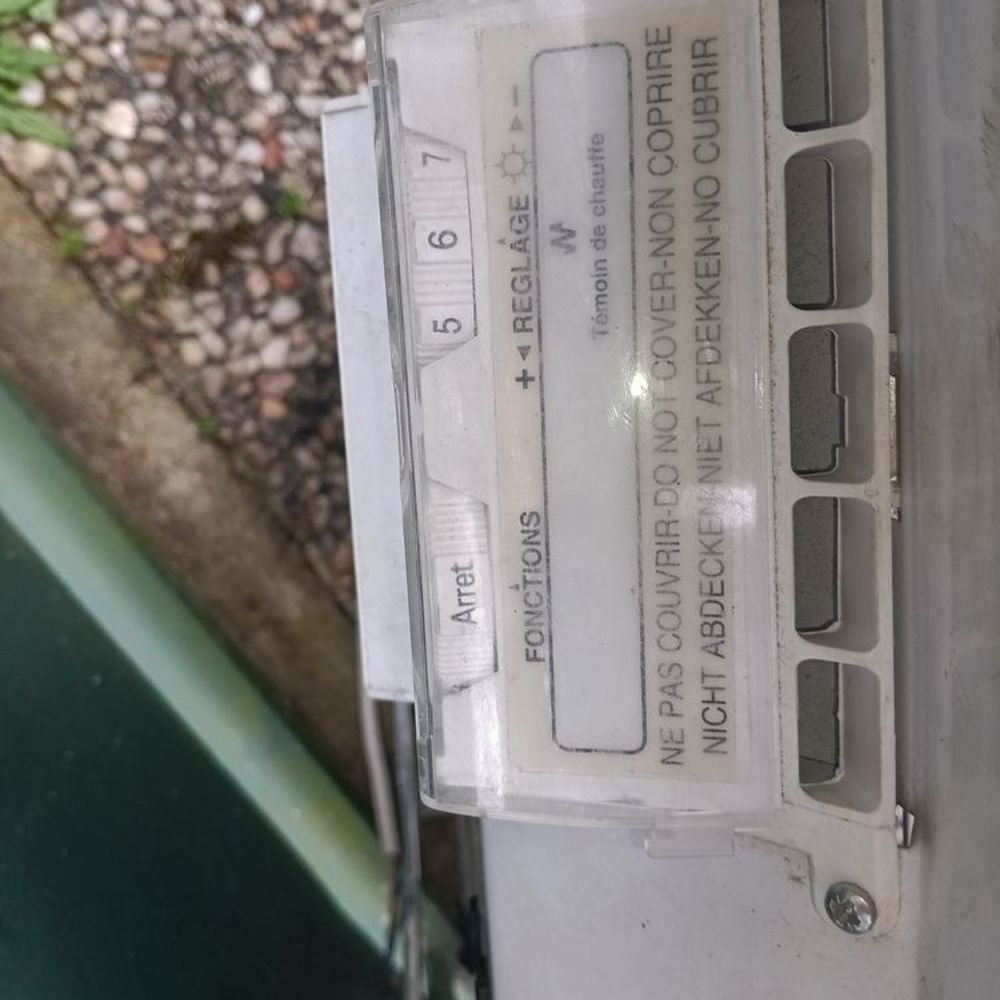 Arret
5 6 7
FONCTIONS
+ REGLAGE -
Témoin de chauffe
NE PAS COUVRIR-DO NOT COVER-NON COPRIRE
NICHT ABDECKEN-NIET AFDEKKEN-NO CUBRIR